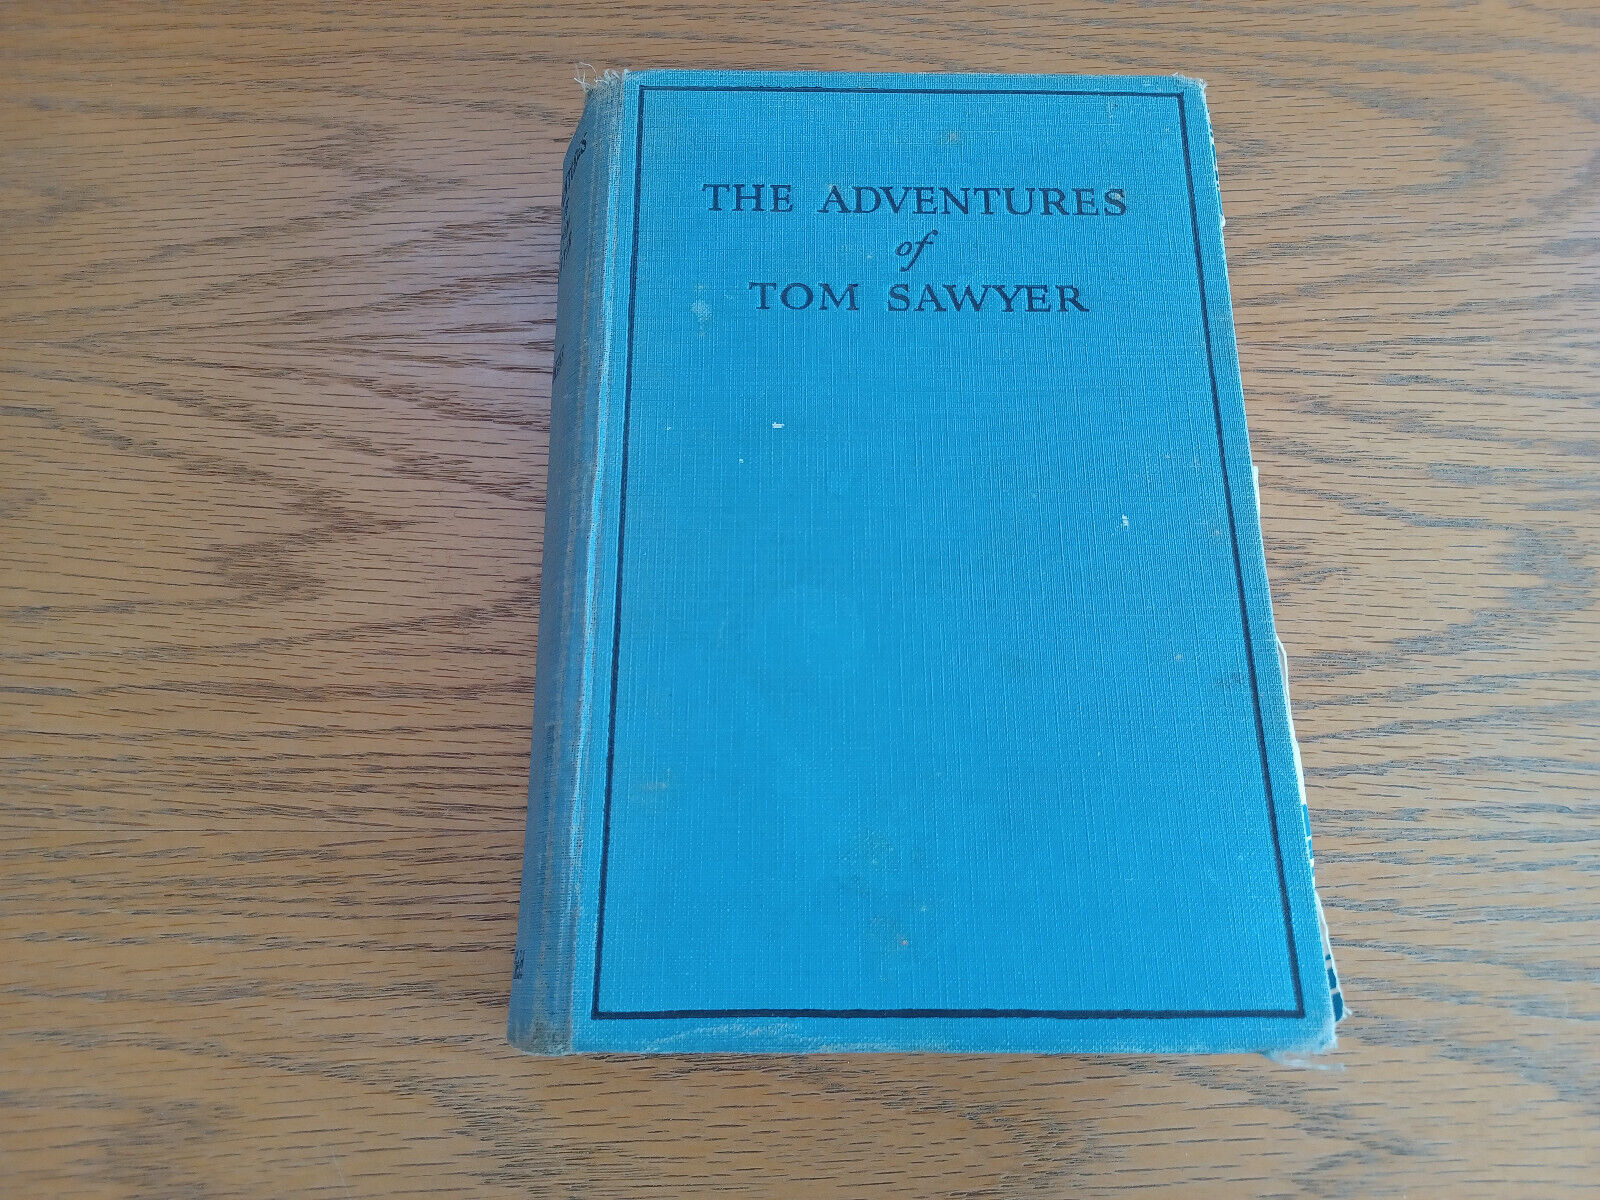 THE ADVENTURES
of
TOM SAWYER